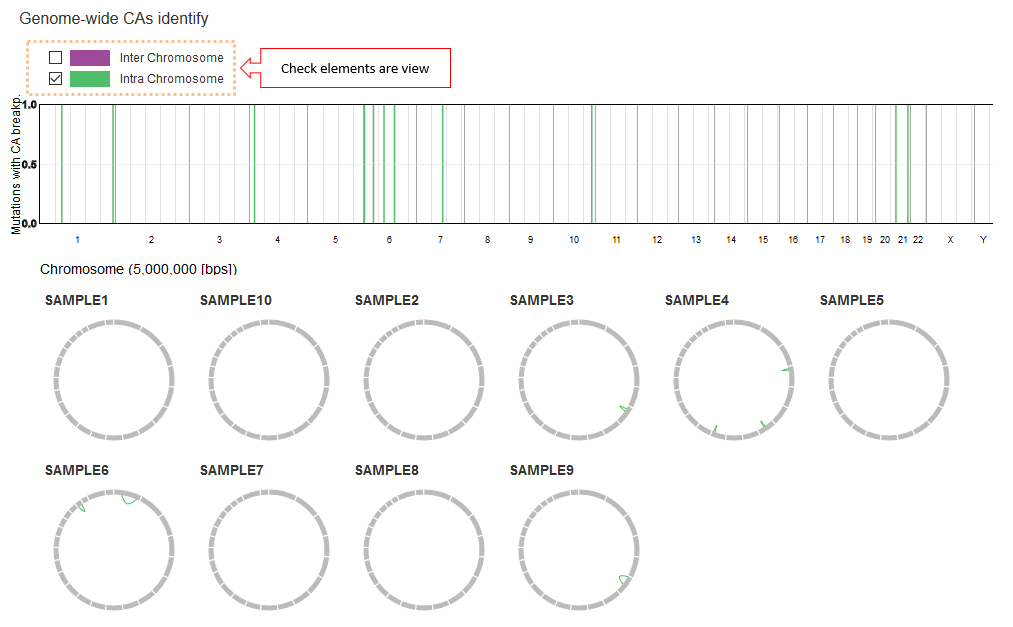 Genome-wide CAs identify
Inter Chromosome
Intra Chromosome
Check elements are view
Mutations with CA breakp.
1.0
0.5
0.0
1 2 3 4 5 6 7 8 9 10 11 12 13 14 15 16 17 18 19 20 21 22 X Y
Chromosome (5,000,000 [bps])
SAMPLE1 SAMPLE10 SAMPLE2 SAMPLE3 SAMPLE4 SAMPLE5
SAMPLE6 SAMPLE7 SAMPLE8 SAMPLE9